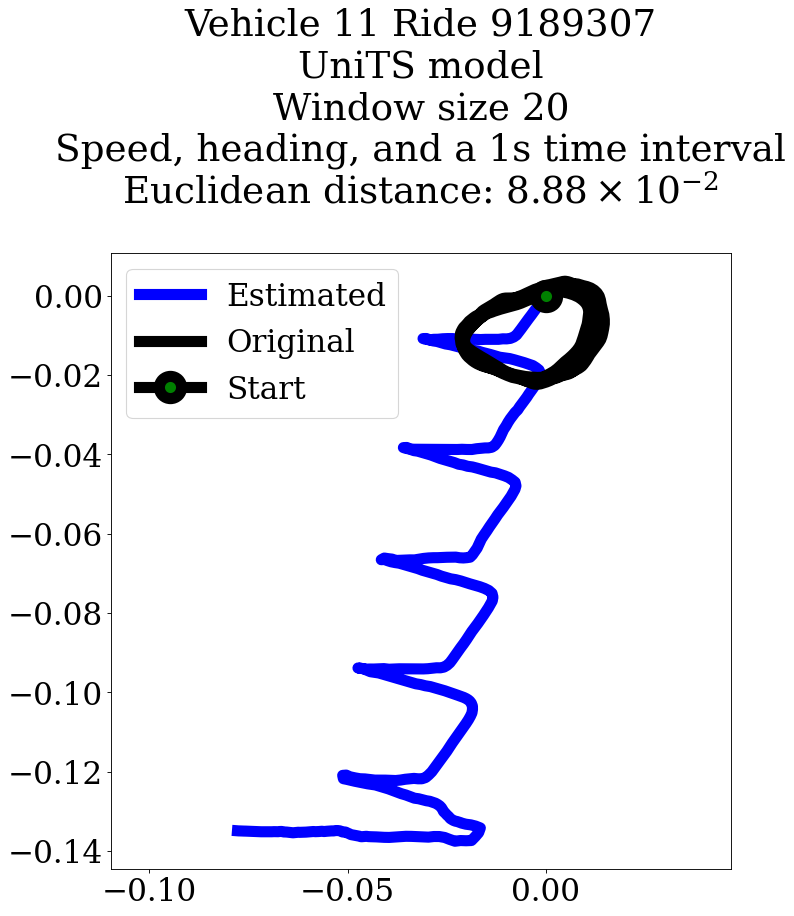 Vehicle 11 Ride 9189307
UniTS model
Window size 20
Speed, heading, and a 1s time interval
Euclidean distance: 8.88 × 10⁻²
Estimated
Original
Start
0.00
−0.02
−0.04
−0.06
−0.08
−0.10
−0.12
−0.14
−0.10 −0.05 0.00